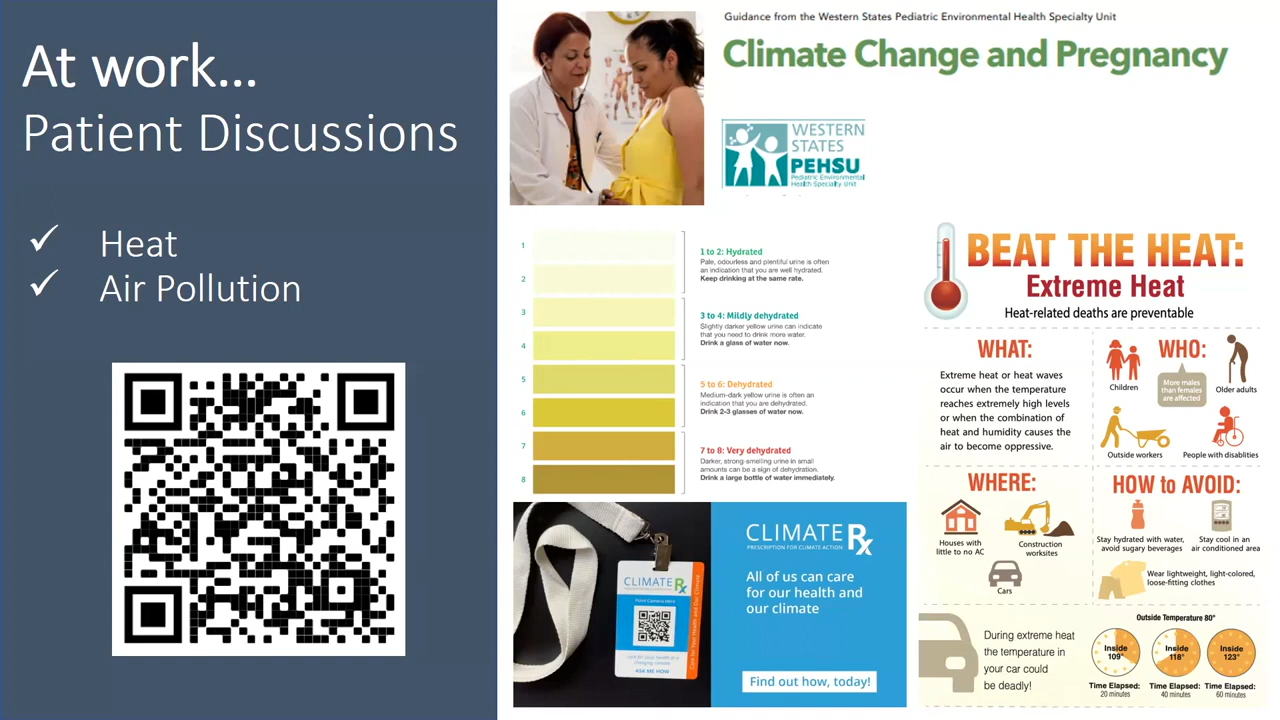 At work...
Patient Discussions
✓ Heat
✓ Air Pollution
Guidance from the Western States Pediatric Environmental Health Specialty Unit
Climate Change and Pregnancy
WESTERN
STATES
PEHSU
Pediatric Environmental
Health Specialty Unit
1
2
3
4
5
6
7
8
1 to 2: Hydrated
Pale, odourless and plentiful urine is often
an indication that you are well hydrated.
Keep drinking at the same rate.
3 to 4: Mildly dehydrated
Slightly darker yellow urine can indicate
that you need to drink more water.
Drink a glass of water now.
5 to 6: Dehydrated
Medium-dark yellow urine is often an
indication that you are dehydrated.
Drink 2-3 glasses of water now.
7 to 8: Very dehydrated
Darker, strong-smelling urine in small
amounts can be a sign of dehydration.
Drink a large bottle of water immediately.
CLIMATE Rx
Point Camera Here
Care for Your Health and Our Climate
ASK ME HOW
CLIMATE Rx
PRESCRIPTION FOR CLIMATE ACTION
All of us can care
for our health and
our climate
Find out how, today!
BEAT THE HEAT:
Extreme Heat
Heat-related deaths are preventable
WHAT:
Extreme heat or heat waves
occur when the temperature
reaches extremely high levels
or when the combination of
heat and humidity causes the
air to become oppressive.
WHO:
Children
More males
than females
are affected
Older adults
Outside workers
People with disablities
WHERE:
Houses with
little to no AC
Construction
worksites
Cars
HOW to AVOID:
Stay hydrated with water,
avoid sugary beverages
Stay cool in an
air conditioned area
Wear lightweight, light-colored,
loose-fitting clothes
During extreme heat
the temperature in
your car could
be deadly!
Outside Temperature 80°
Inside
109°
Inside
118°
Inside
123°
Time Elapsed:
20 minutes
Time Elapsed:
40 minutes
Time Elapsed:
60 minutes